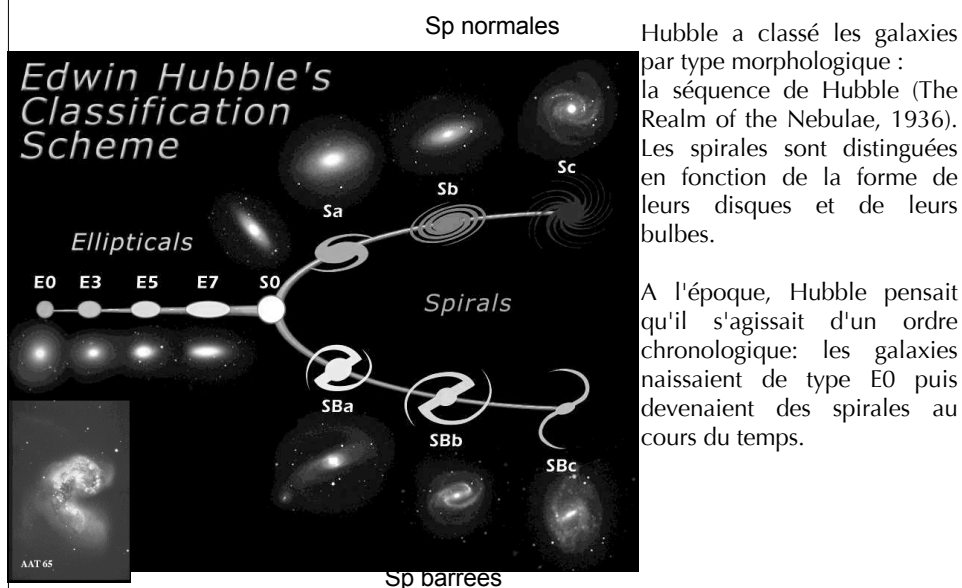 Sp normales
Edwin Hubble's
Classification
Scheme
Sc
Sb
Sa
Ellipticals
E0 E3 E5 E7 S0
Spirals
SBa
SBb
SBc
AAT 65
Sp barrees
Hubble a classé les galaxies
par type morphologique :
la séquence de Hubble (The
Realm of the Nebulae, 1936).
Les spirales sont distinguées
en fonction de la forme de
leurs disques et de leurs
bulbes.
A l'époque, Hubble pensait
qu'il s'agissait d'un ordre
chronologique: les galaxies
naissaient de type E0 puis
devenaient des spirales au
cours du temps.